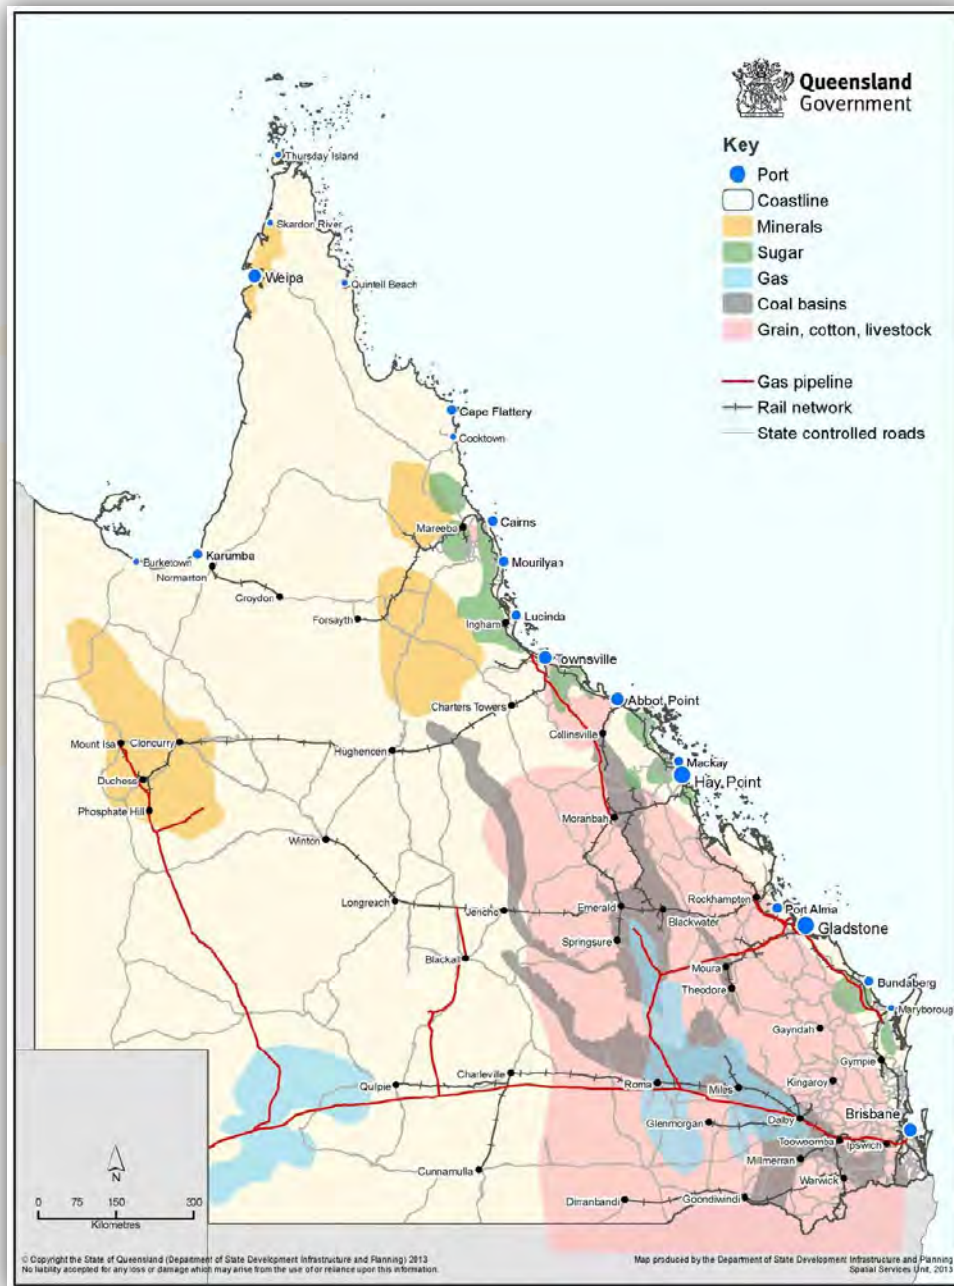 Queensland
Government
Key
Port
Coastline
Minerals
Sugar
Gas
Coal basins
Grain, cotton, livestock
Gas pipeline
Rail network
State controlled roads
Thursday Island
Skardon River
Weipa
Quintell Beach
Cape Flattery
Cooktown
Cairns
Mareeba
Mourilyan
Karumba
Burketown
Normanton
Croydon
Forsayth
Lucinda
Ingham
Townsville
Abbot Point
Charters Towers
Collinsville
Mount Isa
Cloncurry
Hughenden
Mackay
Hay Point
Duchess
Phosphate Hill
Moranbah
Winton
Longreach
Jericho
Emerald
Rockhampton
Port Alma
Blackwater
Gladstone
Springsure
Blackall
Moura
Theodore
Bundaberg
Maryborough
Gayndah
Gympie
Charleville
Quilpie
Roma
Miles
Kingaroy
Brisbane
Dalby
Glenmorgan
Toowoomba
Ipswich
Millmerran
Cunnamulla
Warwick
Dirranbandi
Goondiwindi
N
0 75 150 300
Kilometres
© Copyright the State of Queensland (Department of State Development Infrastructure and Planning) 2013
No liability accepted for any loss or damage which may arise from the use of or reliance upon this information.
Map produced by the Department of State Development Infrastructure and Planning
Spatial Services Unit, 2013